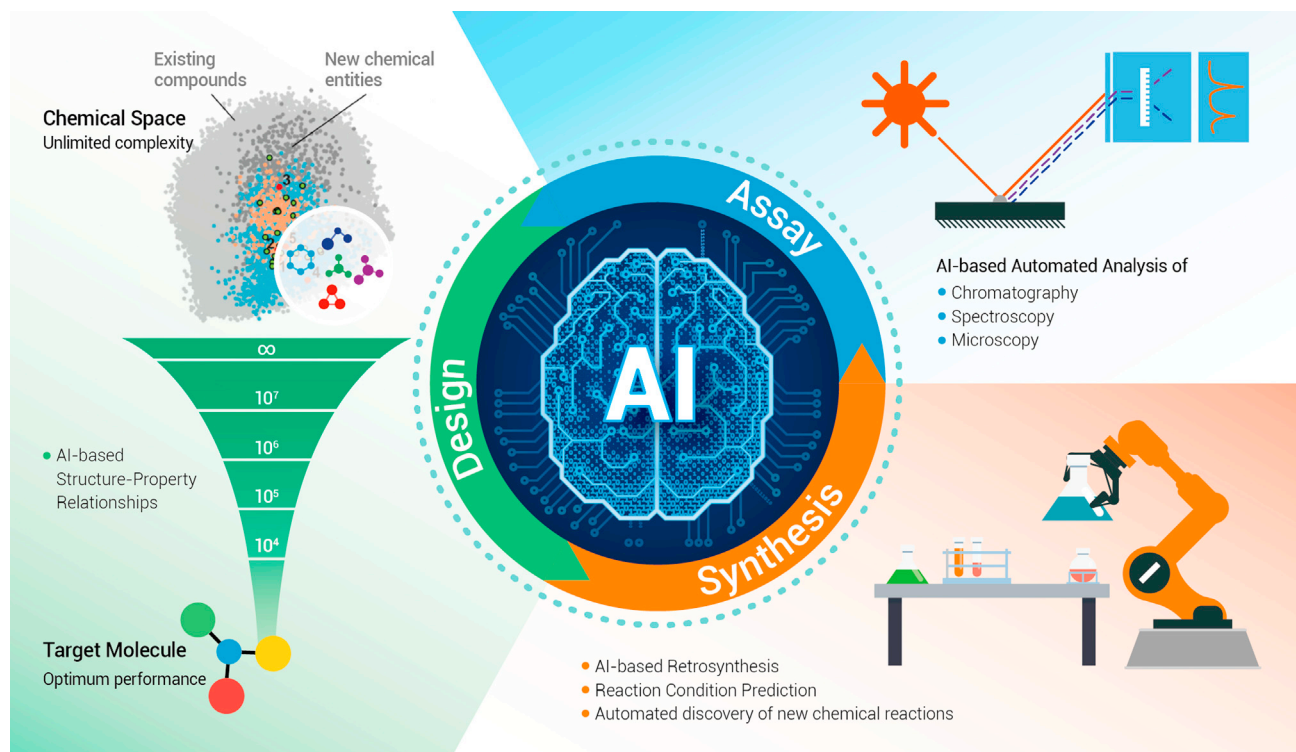 Existing
compounds
New chemical
entities
Chemical Space
Unlimited complexity
3
2
∞
10⁷
10⁶
10⁵
10⁴
AI-based
Structure-Property
Relationships
Target Molecule
Optimum performance
Design
Assay
Synthesis
AI
AI-based Automated Analysis of
Chromatography
Spectroscopy
Microscopy
AI-based Retrosynthesis
Reaction Condition Prediction
Automated discovery of new chemical reactions